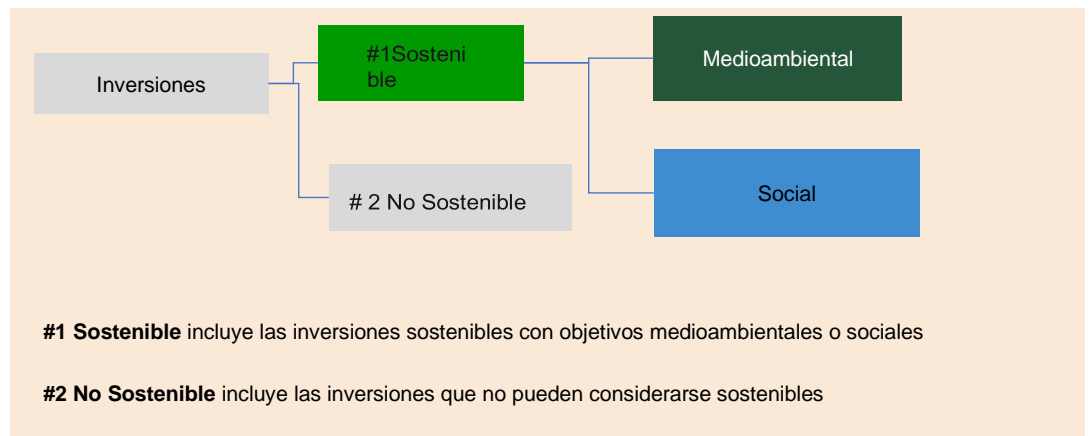 Inversiones
#1Sosteni
ble
Medioambiental
# 2 No Sostenible
Social
#1 Sostenible incluye las inversiones sostenibles con objetivos medioambientales o sociales
#2 No Sostenible incluye las inversiones que no pueden considerarse sostenibles